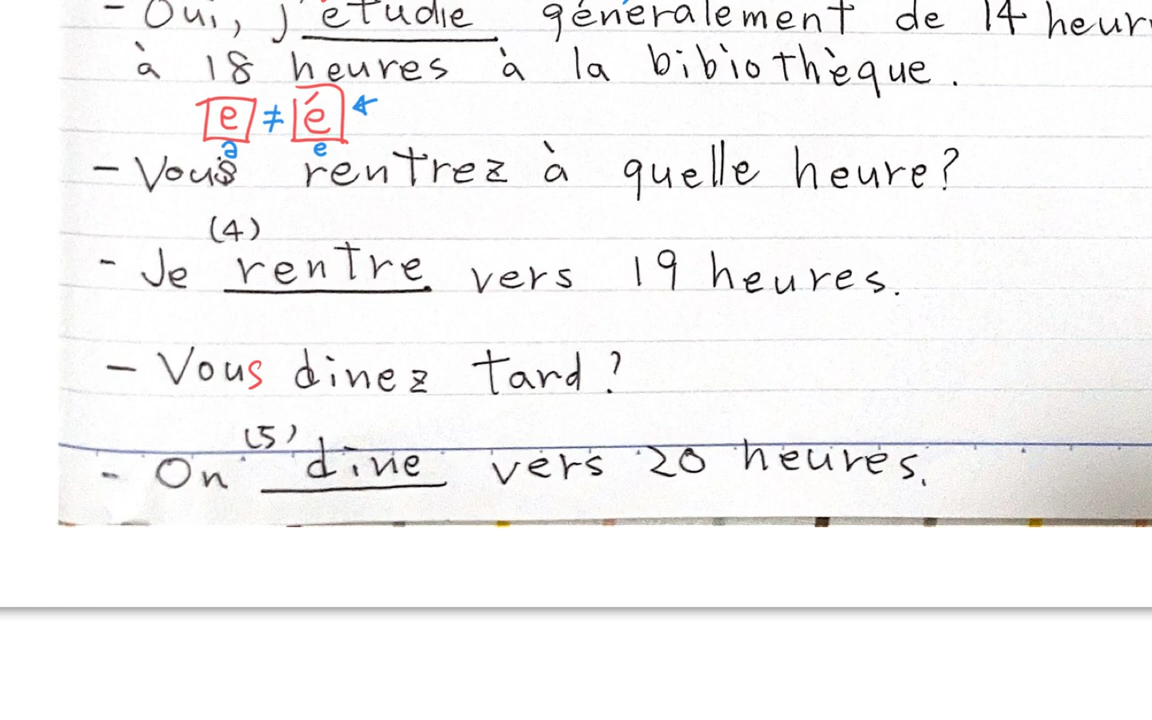 - Oui, j'étudie généralement de 14 heur
à 18 heures à la bibiothèque.
e ≠ é
ə e
- Vous rentrez à quelle heure?
(4)
- Je rentre vers 19 heures.
- Vous dinez tard?
(5)
- On dine vers 20 heures.